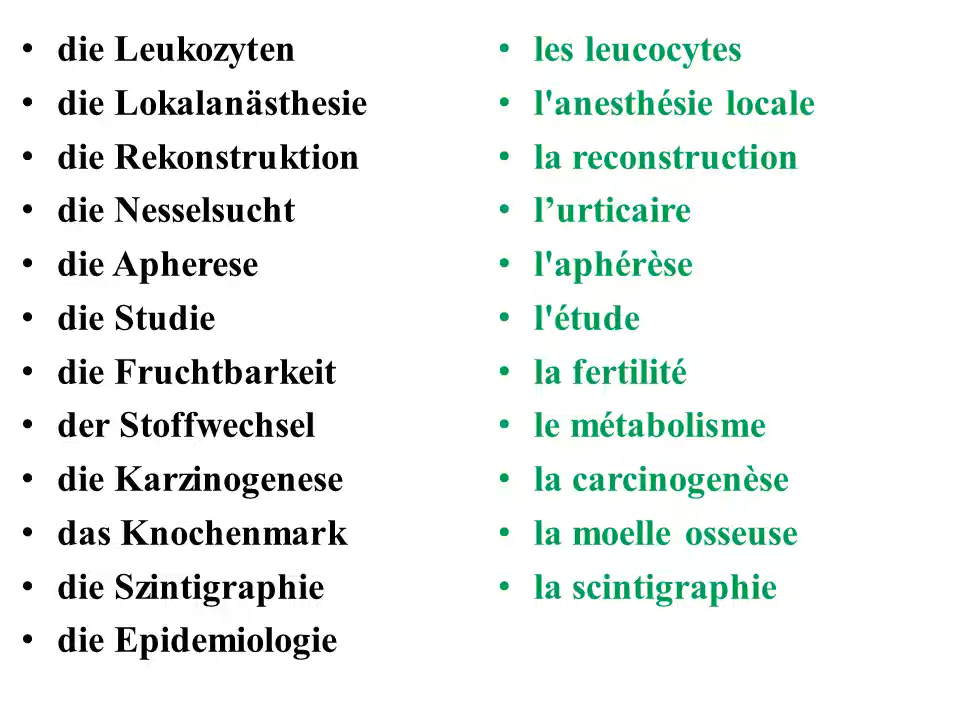 • die Leukozyten
• die Lokalanästhesie
• die Rekonstruktion
• die Nesselsucht
• die Apherese
• die Studie
• die Fruchtbarkeit
• der Stoffwechsel
• die Karzinogenese
• das Knochenmark
• die Szintigraphie
• die Epidemiologie
• les leucocytes
• l'anesthésie locale
• la reconstruction
• l’urticaire
• l'aphérèse
• l'étude
• la fertilité
• le métabolisme
• la carcinogenèse
• la moelle osseuse
• la scintigraphie